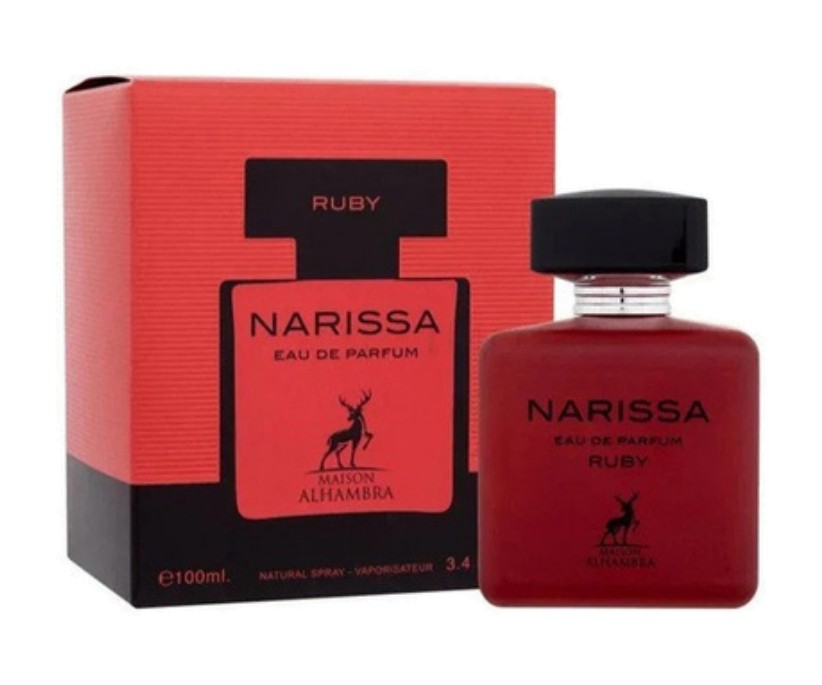 RUBY
NARISSA
EAU DE PARFUM
MAISON
ALHAMBRA
℮100ml.
NATURAL SPRAY - VAPORISATEUR
3.4
NARISSA
EAU DE PARFUM
RUBY
MAISON
ALHAMBRA